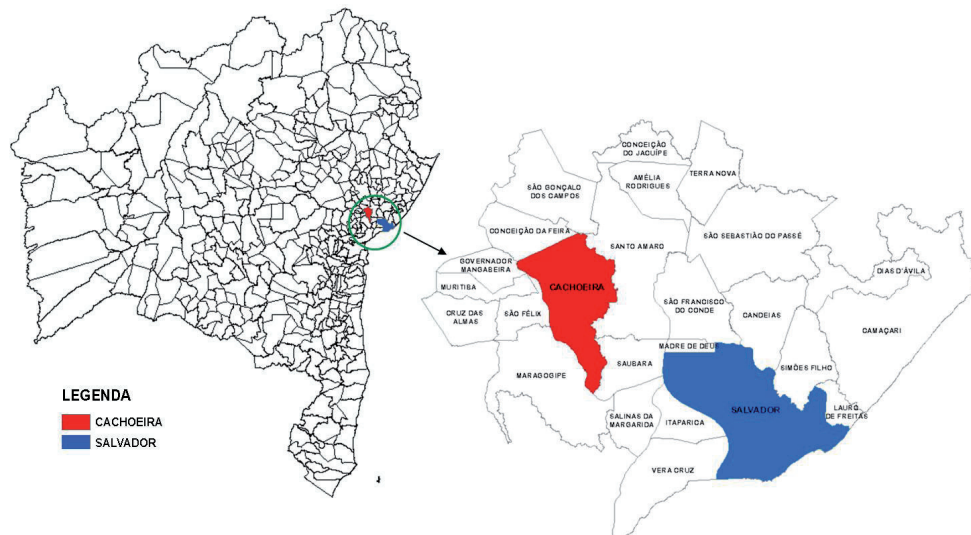 CONCEIÇÃO
DO JACUÍPE
TERRA NOVA
AMÉLIA
RODRIGUES
SÃO GONÇALO
DOS CAMPOS
CONCEIÇÃO DA FEIRA
SANTO AMARO
SÃO SEBASTIÃO DO PASSÉ
GOVERNADOR
MANGABEIRA
DIAS D'ÁVILA
MURITIBA
CACHOEIRA
CRUZ DAS
ALMAS
SÃO FÉLIX
SÃO FRANCISCO
DO CONDE
CANDEIAS
CAMAÇARI
MADRE DE DEUS
SAUBARA
MARAGOGIPE
SIMÕES FILHO
LEGENDA
CACHOEIRA
SALVADOR
SALINAS DA
MARGARIDA
ITAPARICA
SALVADOR
LAURO
DE FREITAS
VERA CRUZ